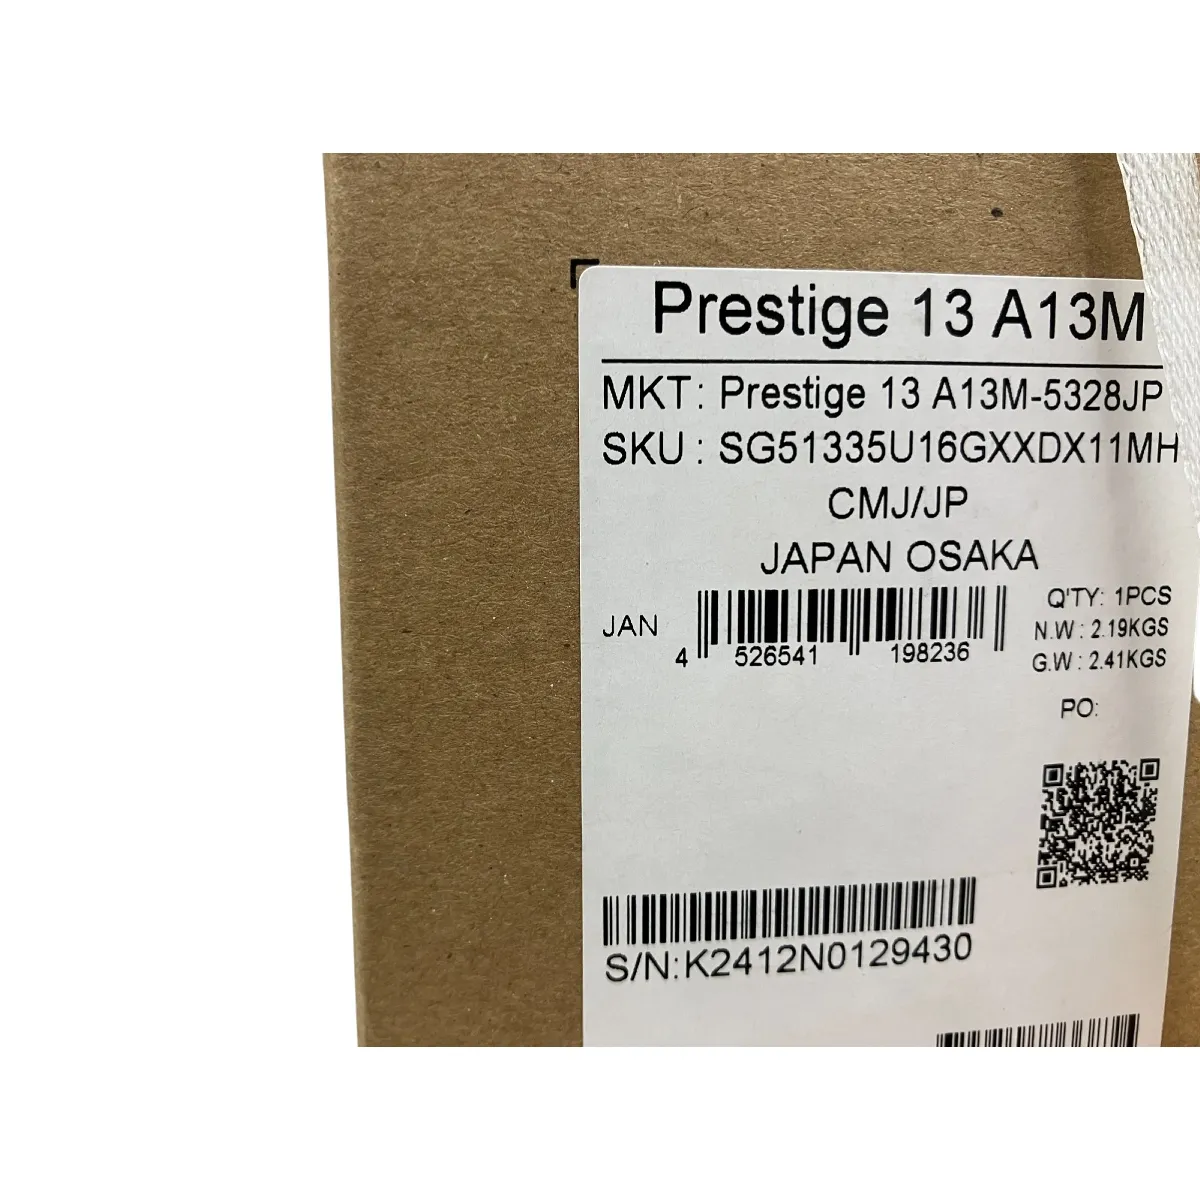 Prestige 13 A13M
MKT: Prestige 13 A13M-5328JP
SKU : SG51335U16GXXDX11MH
CMJ/JP
JAPAN OSAKA
JAN
4 526541 198236
Q'TY: 1PCS
N.W : 2.19KGS
G.W : 2.41KGS
PO:
S/N:K2412N0129430